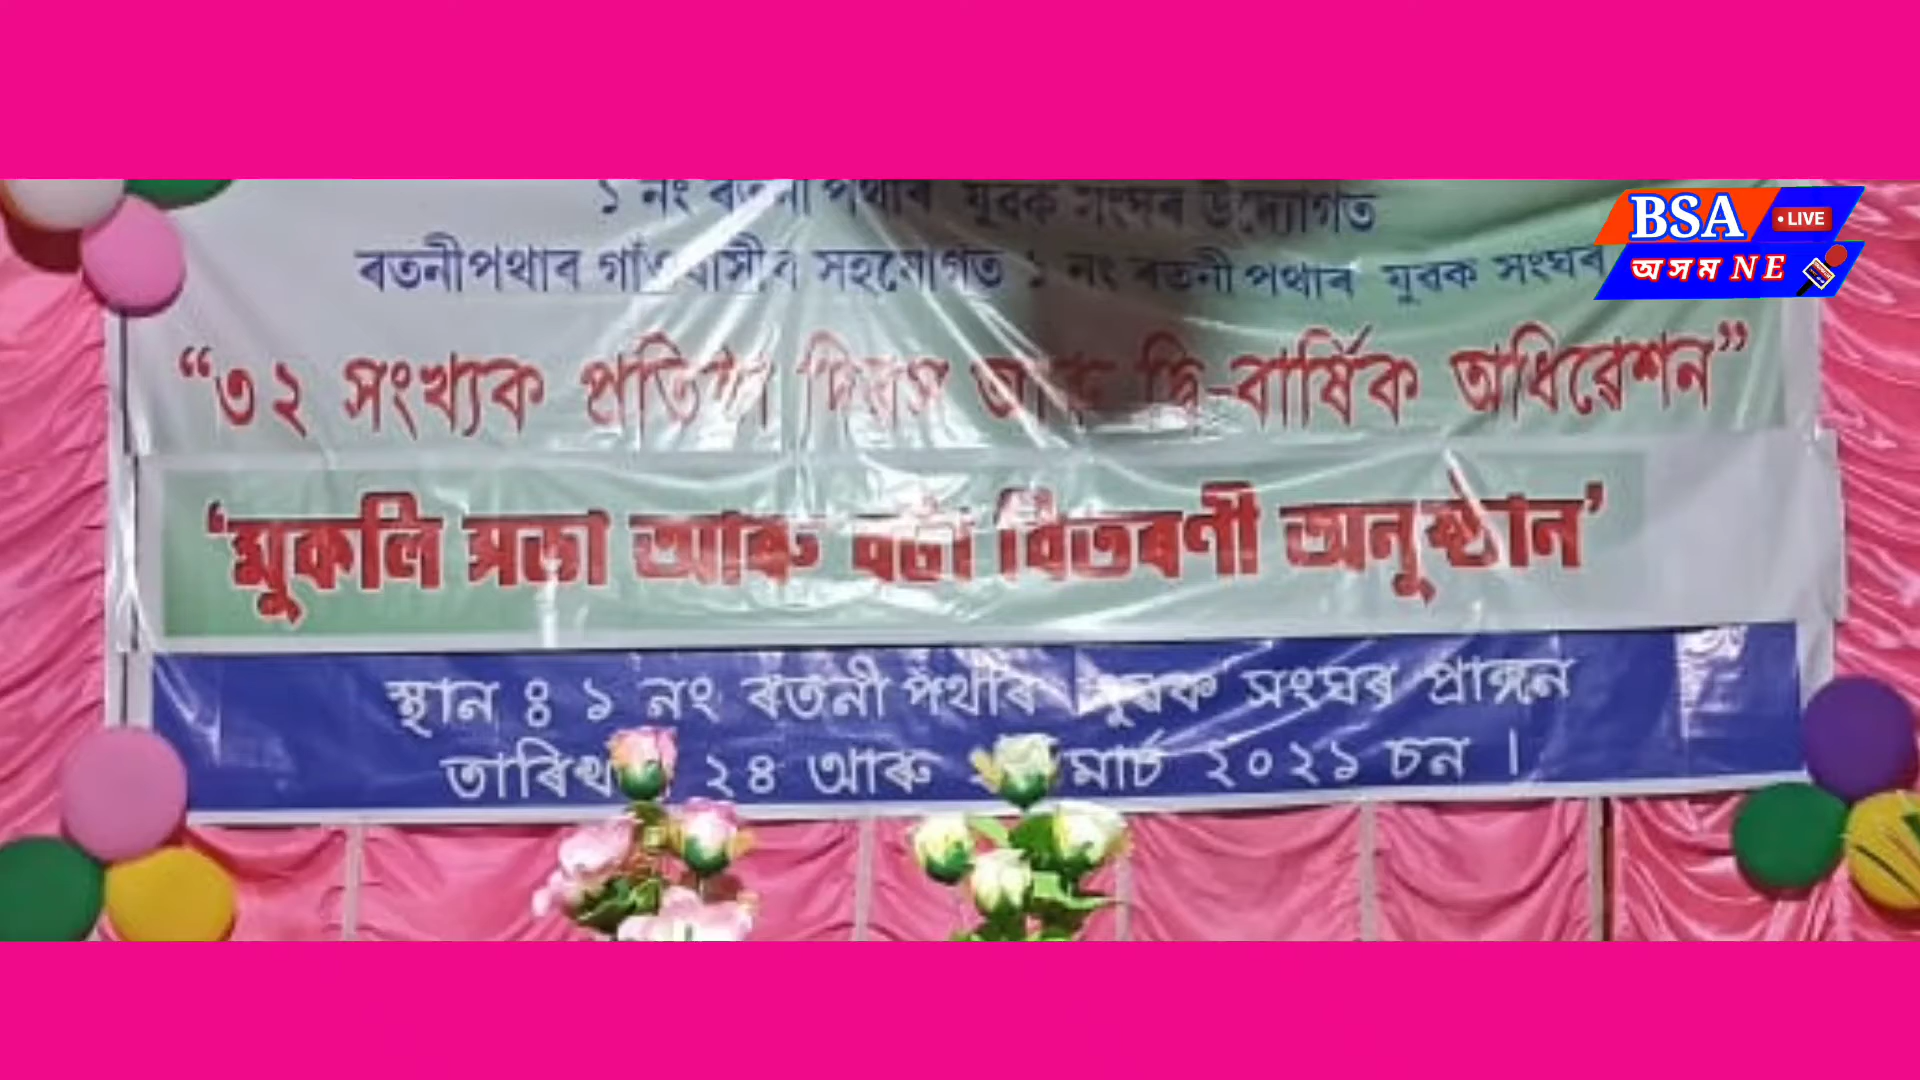 ১ নং ৰতনীপথাৰ যুৱক সংঘৰ উদ্যোগত
ৰতনীপথাৰ গাঁওবাসীৰ সহযোগত ১ নং ৰতনীপথাৰ যুৱক সংঘৰ
“৩২ সংখ্যক প্ৰতিষ্ঠা দিৱস আৰু দ্বি-বাৰ্ষিক অধিৱেশন”
‘মুকলি সভা আৰু বটা বিতৰণী অনুষ্ঠান’
স্থান ঃ ১ নং ৰতনীপথাৰ যুৱক সংঘৰ প্ৰাঙ্গন
তাৰিখ ২৪ আৰু মাৰ্চ ২০২১ চন ।
BSA • LIVE
অসম NE